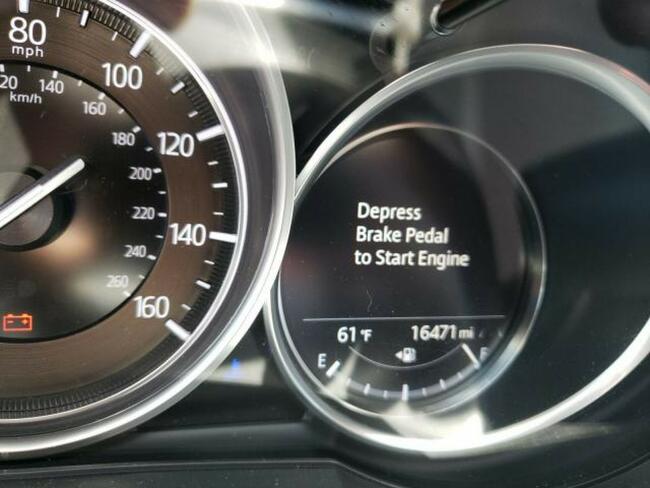 80
mph
100
120
140
160
120 140
km/h
160
180
200
220
240
260
Depress
Brake Pedal
to Start Engine
61°F 16471 mi
E F